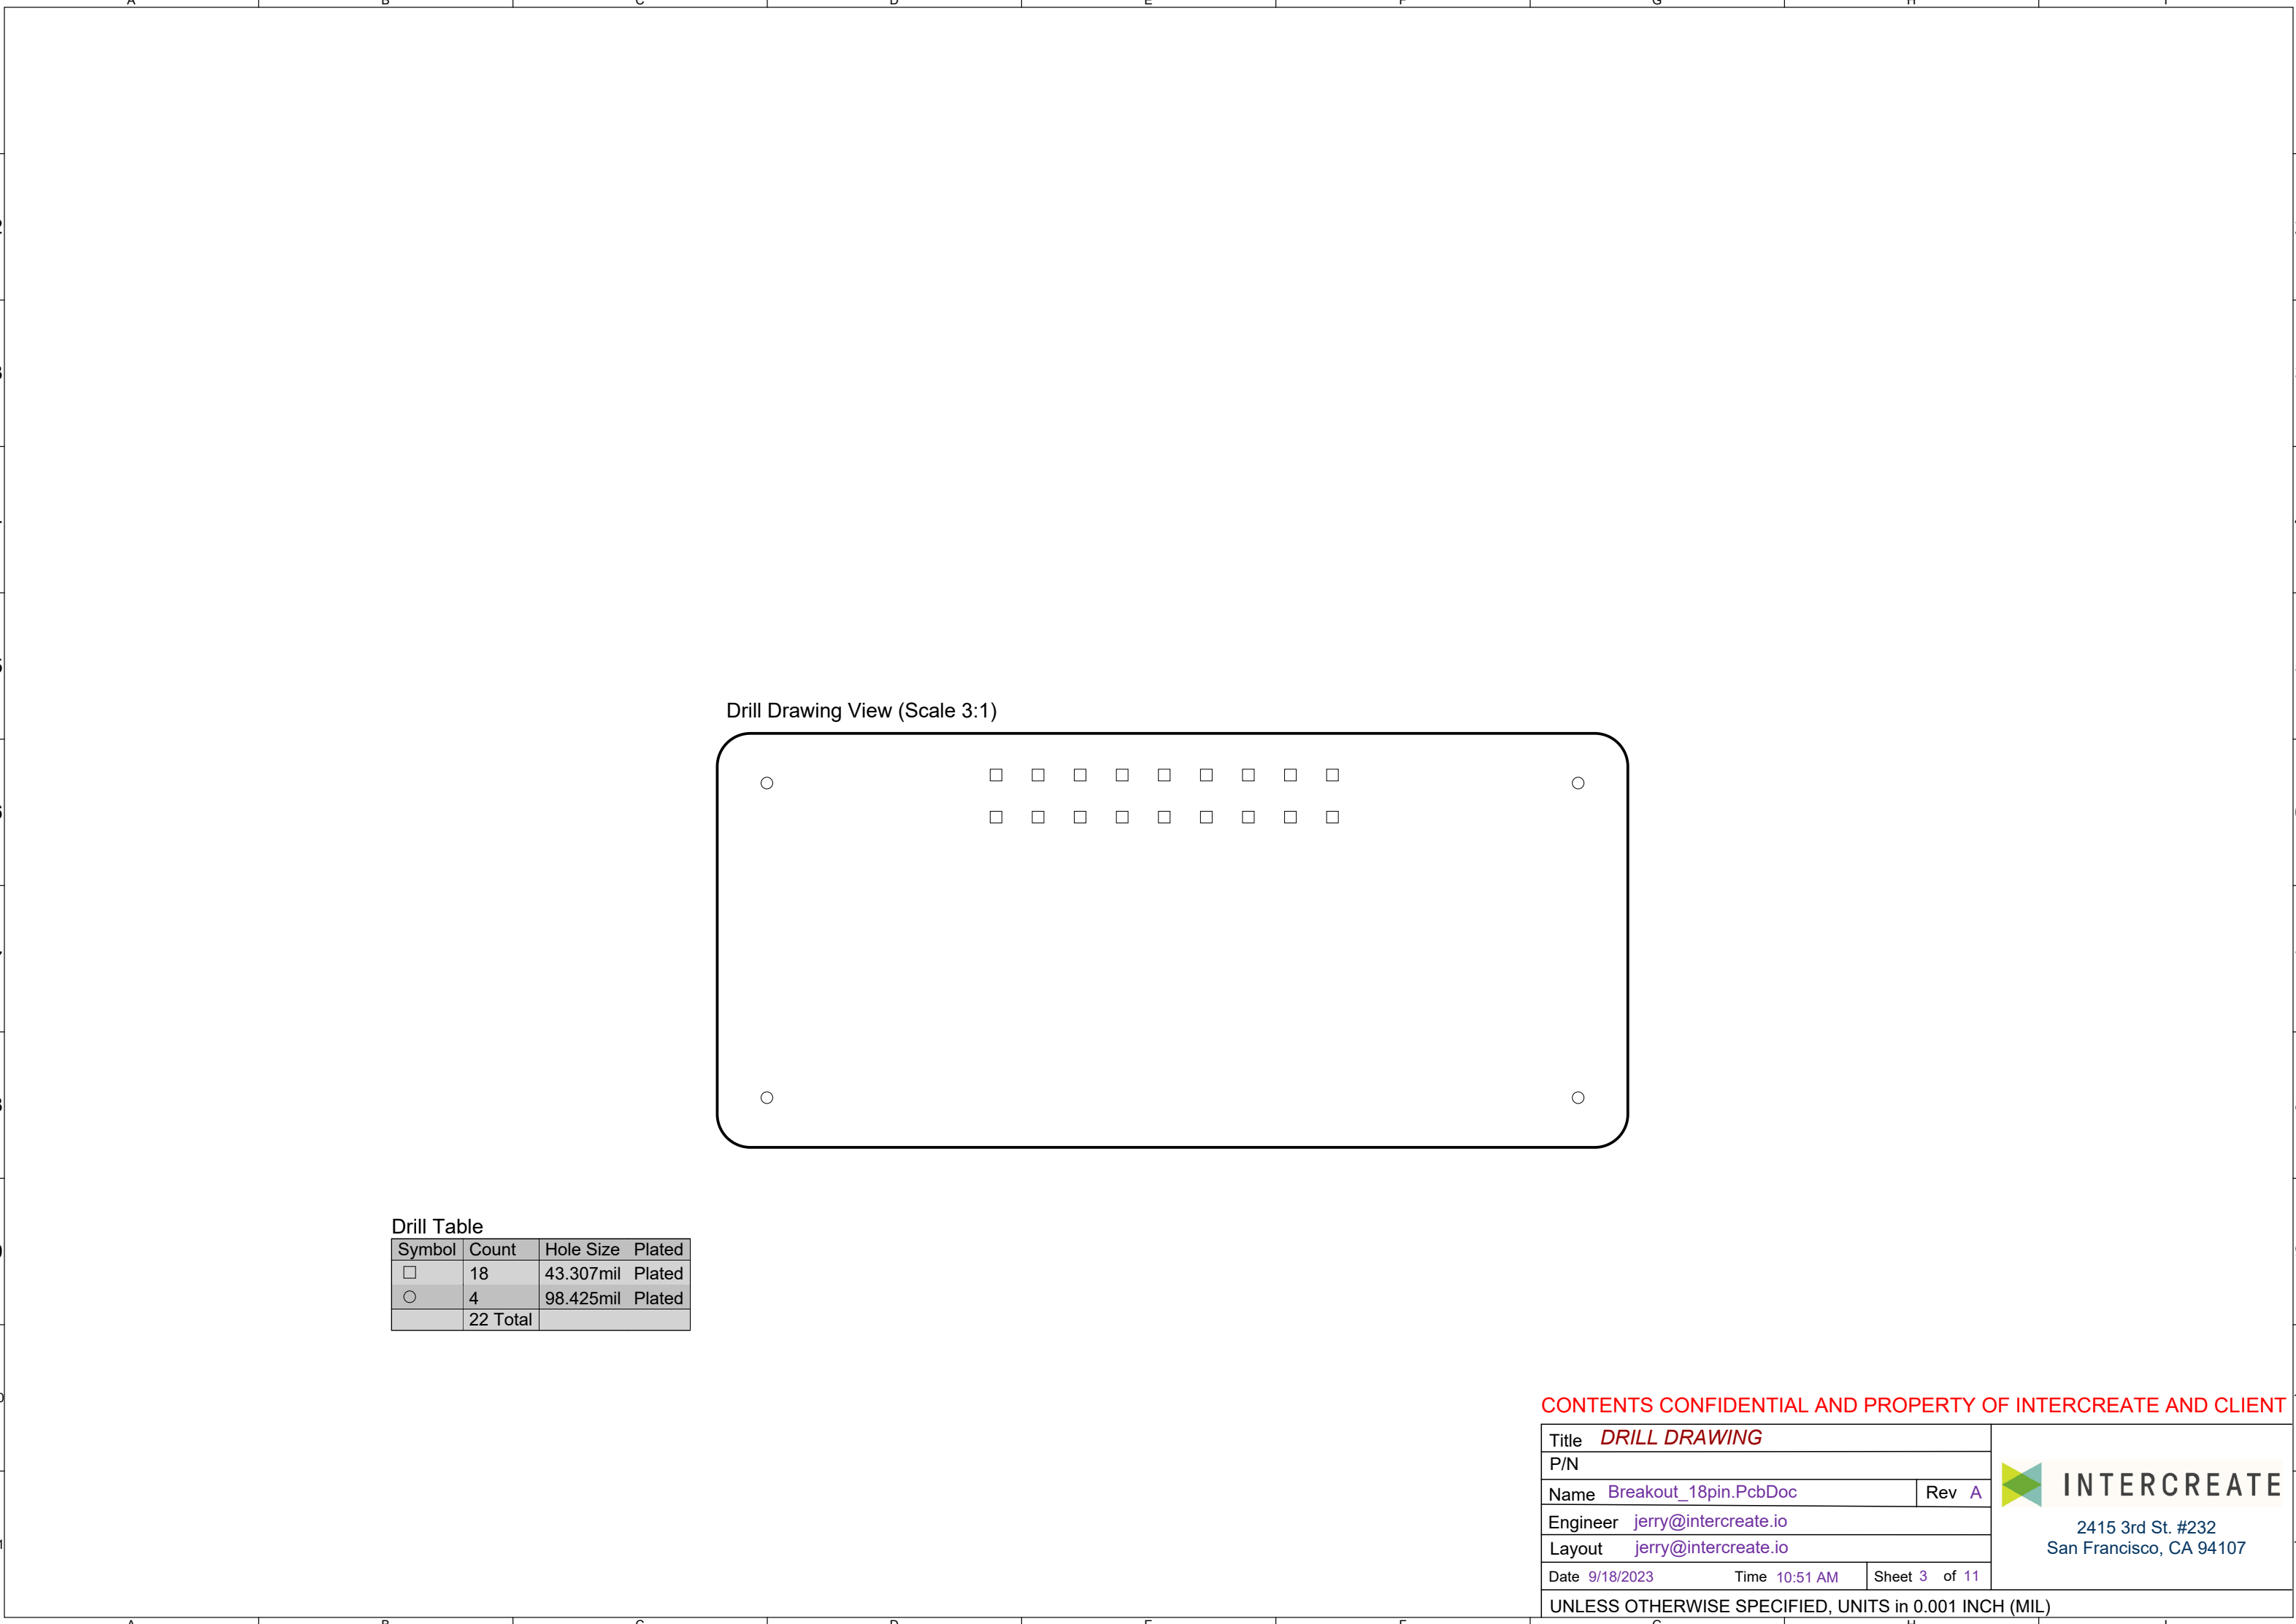 A B C D E F G H I
Drill Drawing View (Scale 3:1)
Drill Table
Symbol Count Hole Size Plated
18 43.307mil Plated
4 98.425mil Plated
22 Total
CONTENTS CONFIDENTIAL AND PROPERTY OF INTERCREATE AND CLIENT
Title DRILL DRAWING
P/N
Name Breakout_18pin.PcbDoc Rev A
Engineer jerry@intercreate.io
Layout jerry@intercreate.io
Date 9/18/2023 Time 10:51 AM Sheet 3 of 11
UNLESS OTHERWISE SPECIFIED, UNITS in 0.001 INCH (MIL)
INTERCREATE
2415 3rd St. #232
San Francisco, CA 94107